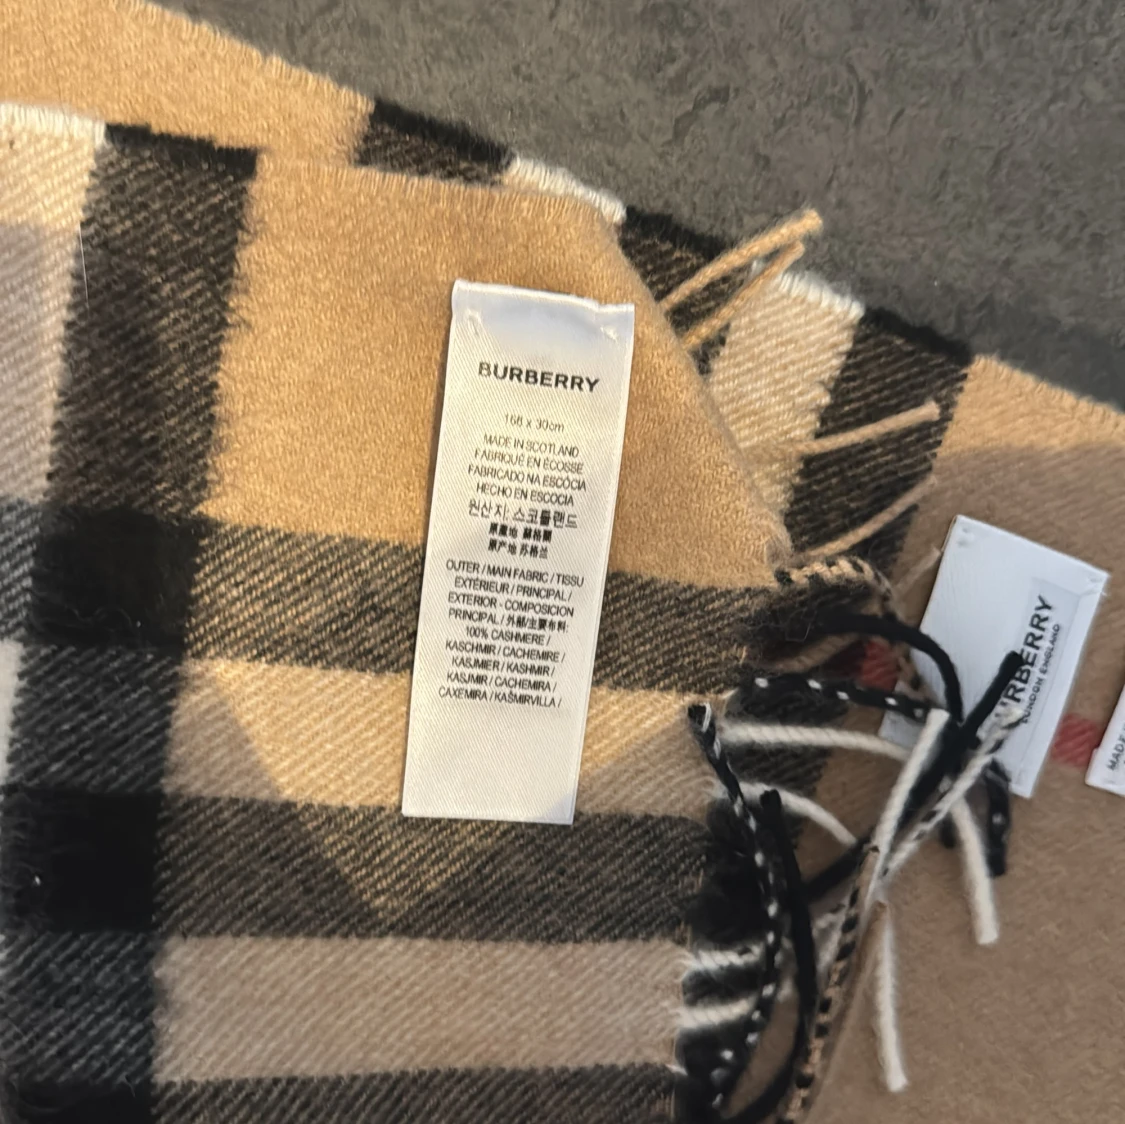 BURBERRY
168 x 30cm
MADE IN SCOTLAND
FABRIQUÉ EN ÉCOSSE
FABRICADO NA ESCÓCIA
HECHO EN ESCOCIA
원산지: 스코틀랜드
原產地 蘇格蘭
原产地 苏格兰
OUTER / MAIN FABRIC / TISSU
EXTÉRIEUR / PRINCIPAL /
EXTERIOR - COMPOSICION
PRINCIPAL / 外部/主要布料:
100% CASHMERE /
KASCHMIR / CACHEMIRE /
KASJMIER / KASHMIR /
KASJMIR / CACHEMIRA /
CAXEMIRA / KAŠMIRVILLA /
RBERRY
LONDON ENGLAND
MADE